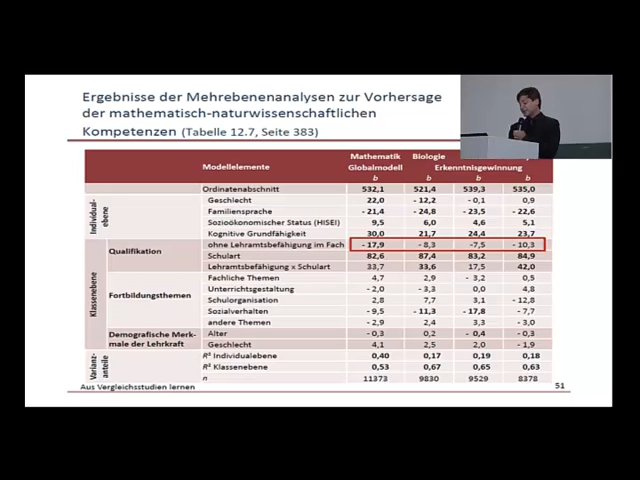 Ergebnisse der Mehrebenenanalysen zur Vorhersage
der mathematisch-naturwissenschaftlichen
Kompetenzen (Tabelle 12.7, Seite 383)
Modellelemente Mathematik Biologie
Globalmodell Erkenntnisgewinnung
b b b b
Ordinatenabschnitt 532,1 521,4 539,3 535,0
Individual-
ebene
Geschlecht 22,0 - 12,2 - 0,1 0,9
Familiensprache - 21,4 - 24,8 - 23,5 - 22,6
Sozioökonomischer Status (HISEI) 9,5 6,0 4,6 5,1
Kognitive Grundfähigkeit 30,0 21,7 24,4 23,7
Klassenebene
Qualifikation
ohne Lehramtsbefähigung im Fach - 17,9 - 8,3 -7,5 - 10,3
Schulart 82,6 87,4 83,2 84,9
Lehramtsbefähigung x Schulart 33,7 33,6 17,5 42,0
Fortbildungsthemen
Fachliche Themen 4,7 2,9 - 3,2 0,5
Unterrichtsgestaltung - 2,0 - 3,3 0,0 4,8
Schulorganisation 2,8 7,7 3,1 - 12,8
Sozialverhalten - 9,5 - 11,3 - 17,8 - 7,7
andere Themen - 2,9 2,4 3,3 - 3,0
Demografische Merk-
male der Lehrkraft
Alter - 0,3 0,2 - 0,4 - 0,3
Geschlecht 4,1 2,5 2,0 - 1,9
Varianz-
anteile
R² Individualebene 0,40 0,17 0,19 0,18
R² Klassenebene 0,53 0,67 0,65 0,63
n 11373 9830 9529 8378
Aus Vergleichsstudien lernen 51